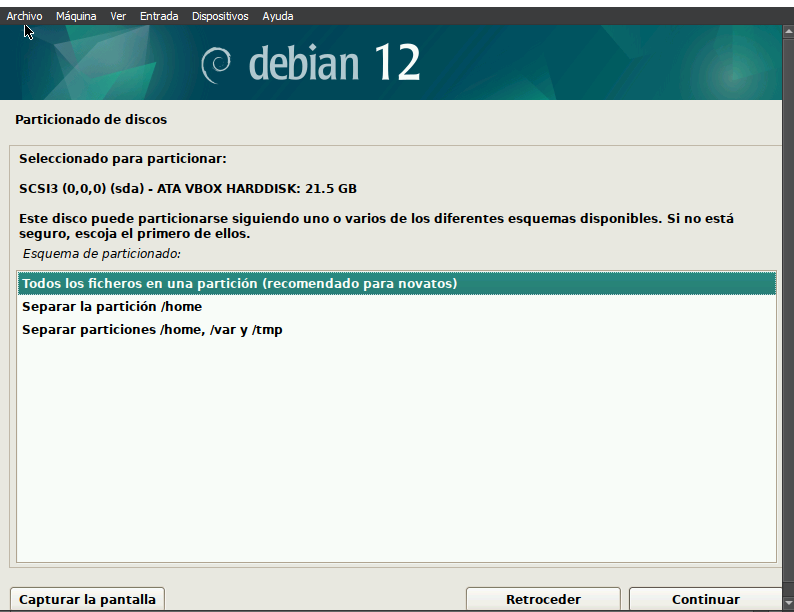 Archivo Máquina Ver Entrada Dispositivos Ayuda
debian 12
Particionado de discos
Seleccionado para particionar:
SCSI3 (0,0,0) (sda) - ATA VBOX HARDDISK: 21.5 GB
Este disco puede particionarse siguiendo uno o varios de los diferentes esquemas disponibles. Si no está
seguro, escoja el primero de ellos.
Esquema de particionado:
Todos los ficheros en una partición (recomendado para novatos)
Separar la partición /home
Separar particiones /home, /var y /tmp
Capturar la pantalla Retroceder Continuar